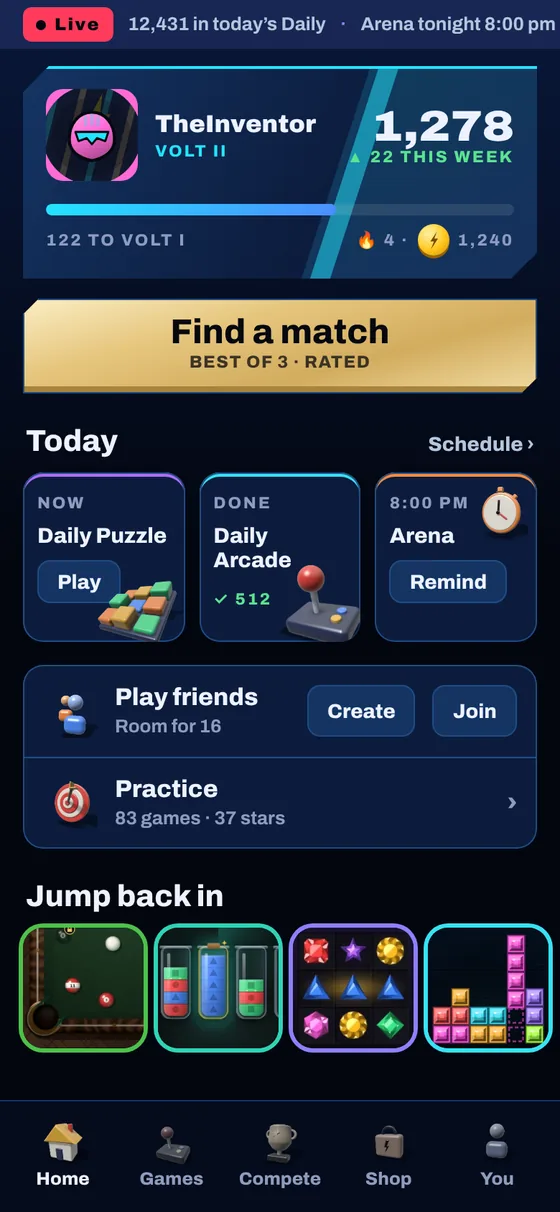 Live
12,431 in today’s Daily · Arena tonight 8:00 pm
TheInventor
VOLT II
1,278
▲ 22 THIS WEEK
122 TO VOLT I
4 · 1,240
Find a match
BEST OF 3 · RATED
Today
Schedule ›
NOW
Daily Puzzle
Play
DONE
Daily
Arcade
✓ 512
8:00 PM
Arena
Remind
Play friends
Room for 16
Create
Join
Practice
83 games · 37 stars
›
Jump back in
11
6
Home
Games
Compete
Shop
You